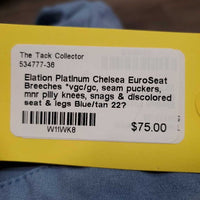 The Tack Collector
534777-36
Elation Platinum Chelsea EuroSeat
Breeches *vgc/gc, seam puckers,
mnr pilly knees, snags & discolored
seat & legs Blue/tan 22?
W11WK8
$75.00